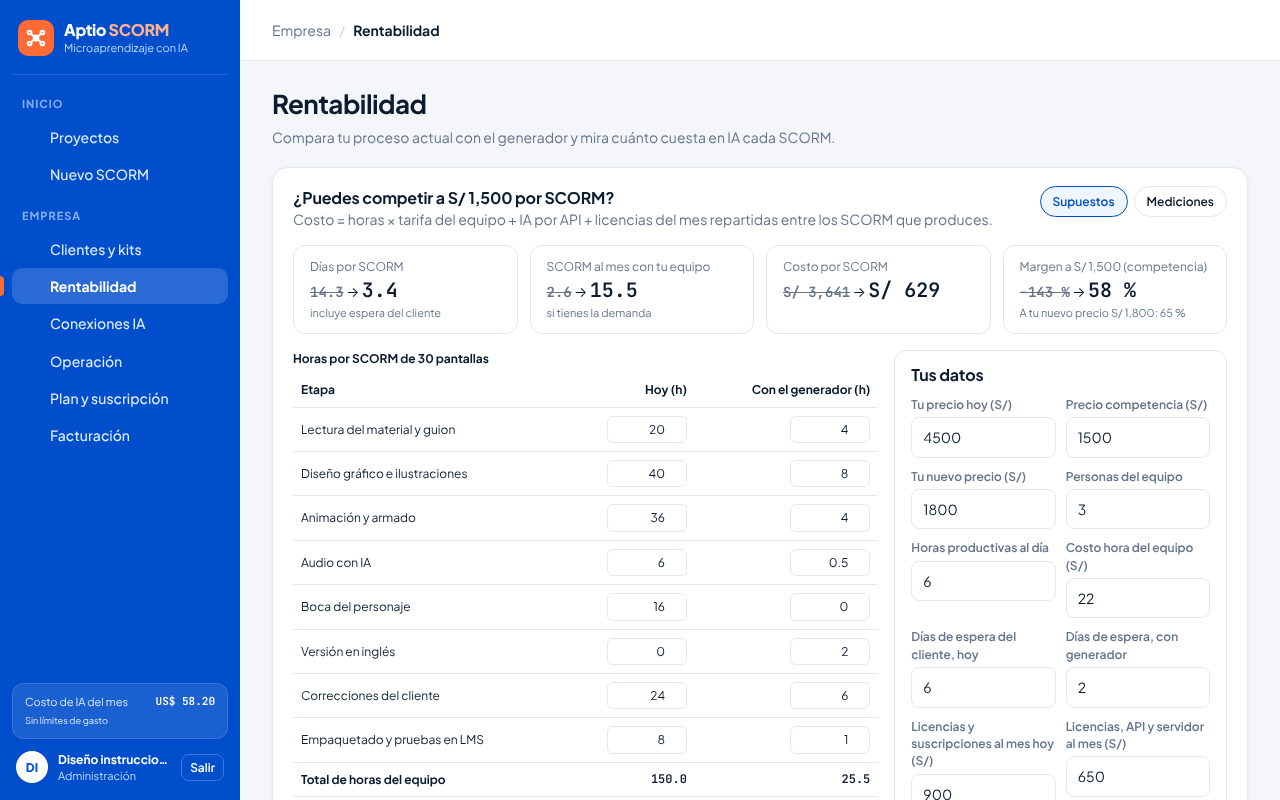 Aptio SCORM
Microaprendizaje con IA
INICIO
Proyectos
Nuevo SCORM
EMPRESA
Clientes y kits
Rentabilidad
Conexiones IA
Operación
Plan y suscripción
Facturación
Costo de IA del mes US$ 58.20
Sin límites de gasto
DI
Diseño instruccio...
Administración
Salir
Empresa / Rentabilidad
Rentabilidad
Compara tu proceso actual con el generador y mira cuánto cuesta en IA cada SCORM.
¿Puedes competir a S/ 1,500 por SCORM?
Costo = horas × tarifa del equipo + IA por API + licencias del mes repartidas entre los SCORM que produces.
Supuestos
Mediciones
Días por SCORM
14.3 → 3.4
incluye espera del cliente
SCORM al mes con tu equipo
2.6 → 15.5
si tienes la demanda
Costo por SCORM
S/ 3,641 → S/ 629
Margen a S/ 1,500 (competencia)
-143 % → 58 %
A tu nuevo precio S/ 1,800: 65 %
Horas por SCORM de 30 pantallas
Etapa Hoy (h) Con el generador (h)
Lectura del material y guion 20 4
Diseño gráfico e ilustraciones 40 8
Animación y armado 36 4
Audio con IA 6 0.5
Boca del personaje 16 0
Versión en inglés 0 2
Correcciones del cliente 24 6
Empaquetado y pruebas en LMS 8 1
Total de horas del equipo 150.0 25.5
Tus datos
Tu precio hoy (S/)
4500
Precio competencia (S/)
1500
Tu nuevo precio (S/)
1800
Personas del equipo
3
Horas productivas al día
6
Costo hora del equipo
(S/)
22
Días de espera del
cliente, hoy
6
Días de espera, con
generador
2
Licencias y
suscripciones al mes hoy
(S/)
900
Licencias, API y servidor
al mes (S/)
650